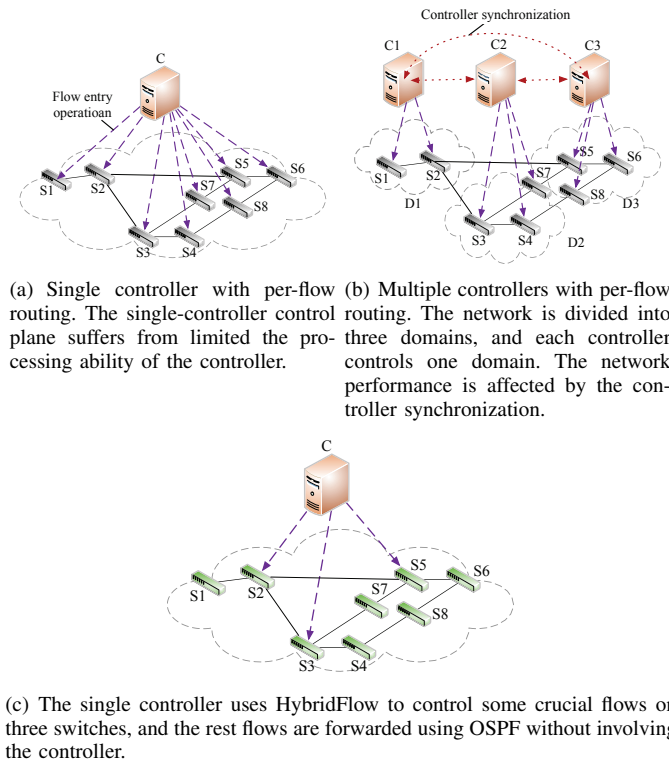 C
Flow entry
operatioan
S1
S2
S5
S6
S7
S8
S3
S4
Controller synchronization
C1
C2
C3
S1
S2
S5
S6
S7
S8
D1
D3
S3
S4
D2
(a) Single controller with per-flow
routing. The single-controller control
plane suffers from limited the pro-
cessing ability of the controller.
(b) Multiple controllers with per-flow
routing. The network is divided into
three domains, and each controller
controls one domain. The network
performance is affected by the con-
troller synchronization.
C
S1
S2
S5
S6
S7
S8
S3
S4
(c) The single controller uses HybridFlow to control some crucial flows on
three switches, and the rest flows are forwarded using OSPF without involving
the controller.